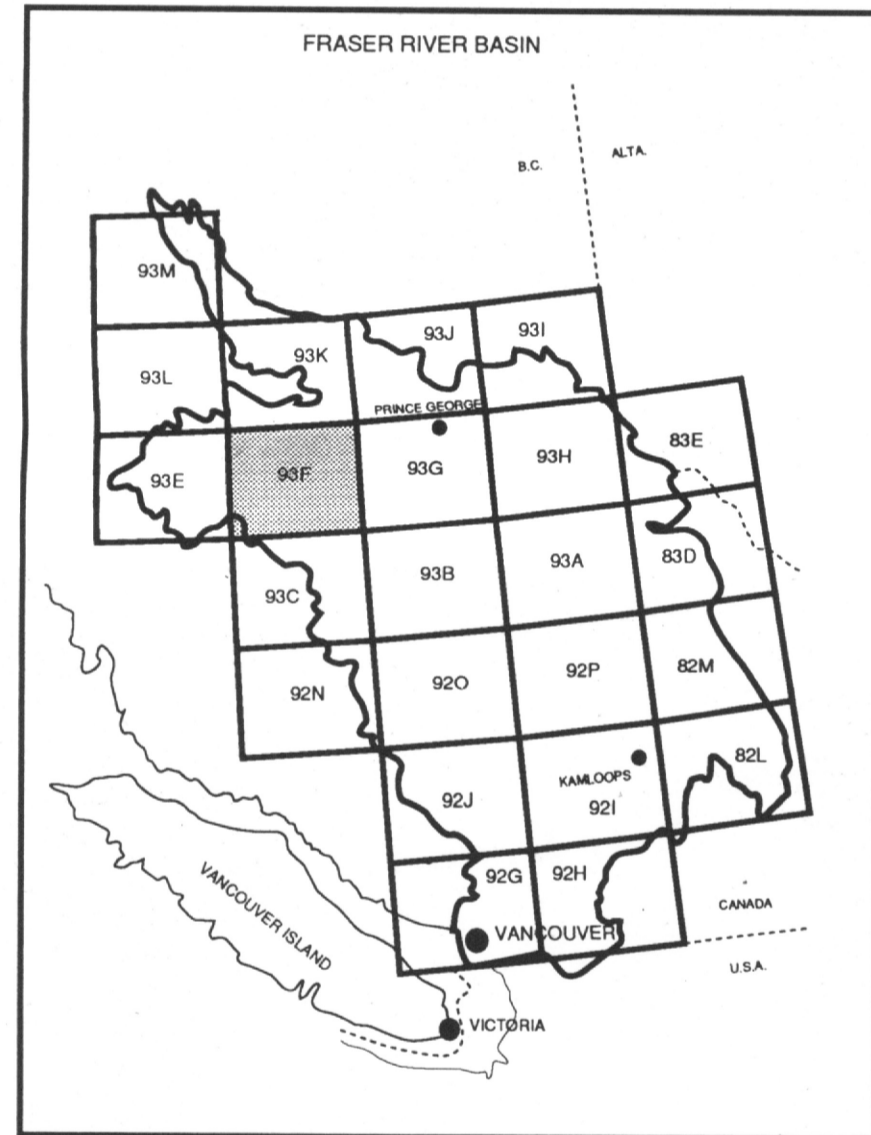 FRASER RIVER BASIN
B.C.
ALTA.
93M
93K
93J
93I
93L
PRINCE GEORGE
93E
93F
93G
93H
83E
93C
93B
93A
83D
92N
92O
92P
82M
92J
KAMLOOPS
92I
82L
92G
92H
VANCOUVER
CANADA
U.S.A.
VANCOUVER ISLAND
VICTORIA